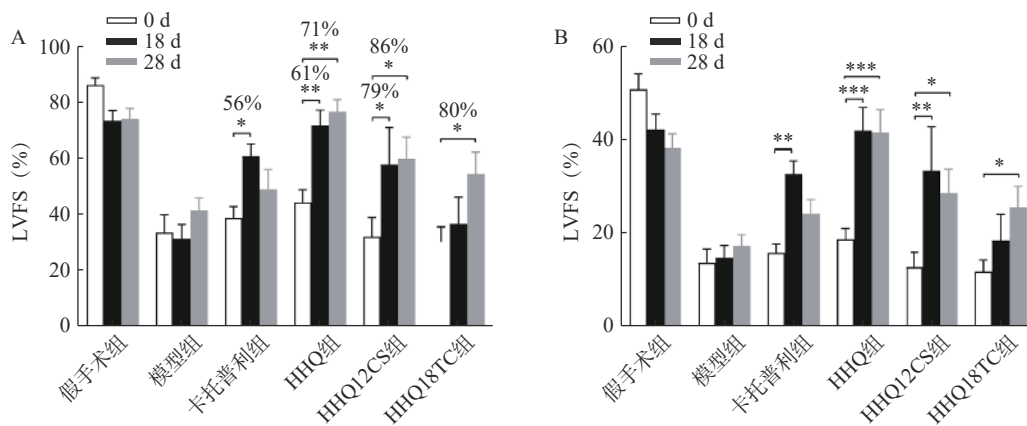 A
0 d
18 d
28 d
LVFS（%）
100
80
60
40
20
0
56%
*
71%
**
61%
**
86%
*
79%
*
80%
*
假手术组
模型组
卡托普利组
HHQ组
HHQ12CS组
HHQ18TC组
B
0 d
18 d
28 d
LVFS（%）
60
40
20
0
**
***
***
*
**
*
假手术组
模型组
卡托普利组
HHQ组
HHQ12CS组
HHQ18TC组